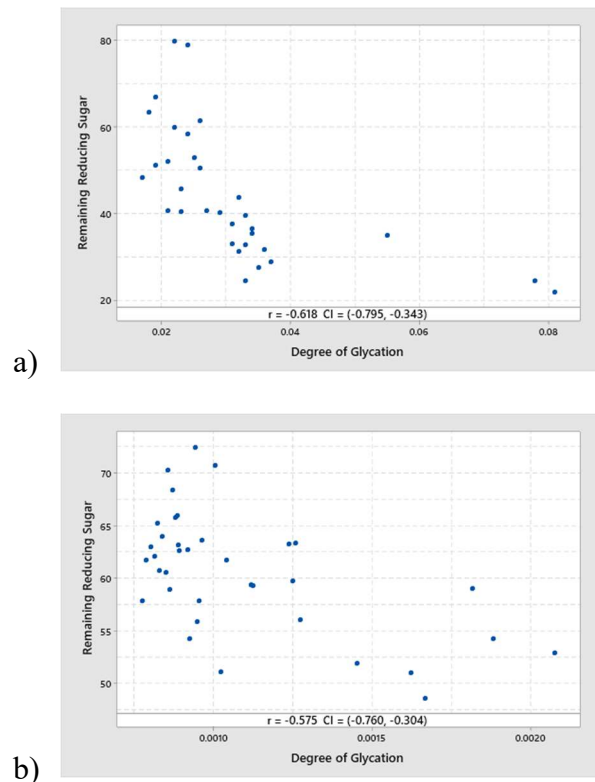 80
60
40
20
Remaining Reducing Sugar
r = -0.618 CI = (-0.795, -0.343)
0.02 0.04 0.06 0.08
Degree of Glycation
a)
70
65
60
55
50
Remaining Reducing Sugar
r = -0.575 CI = (-0.760, -0.304)
0.0010 0.0015 0.0020
Degree of Glycation
b)